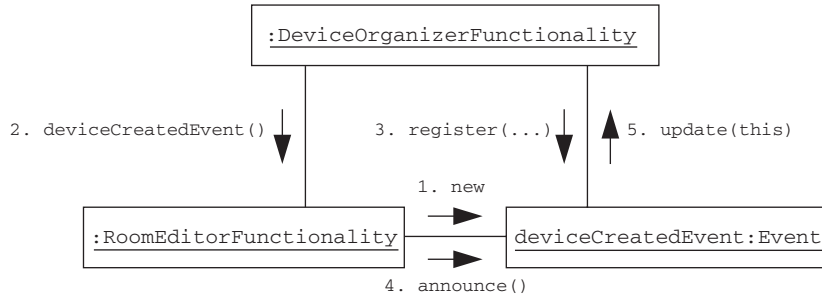 :DeviceOrganizerFunctionality
2. deviceCreatedEvent()
3. register(...)
5. update(this)
1. new
:RoomEditorFunctionality
deviceCreatedEvent:Event
4. announce()